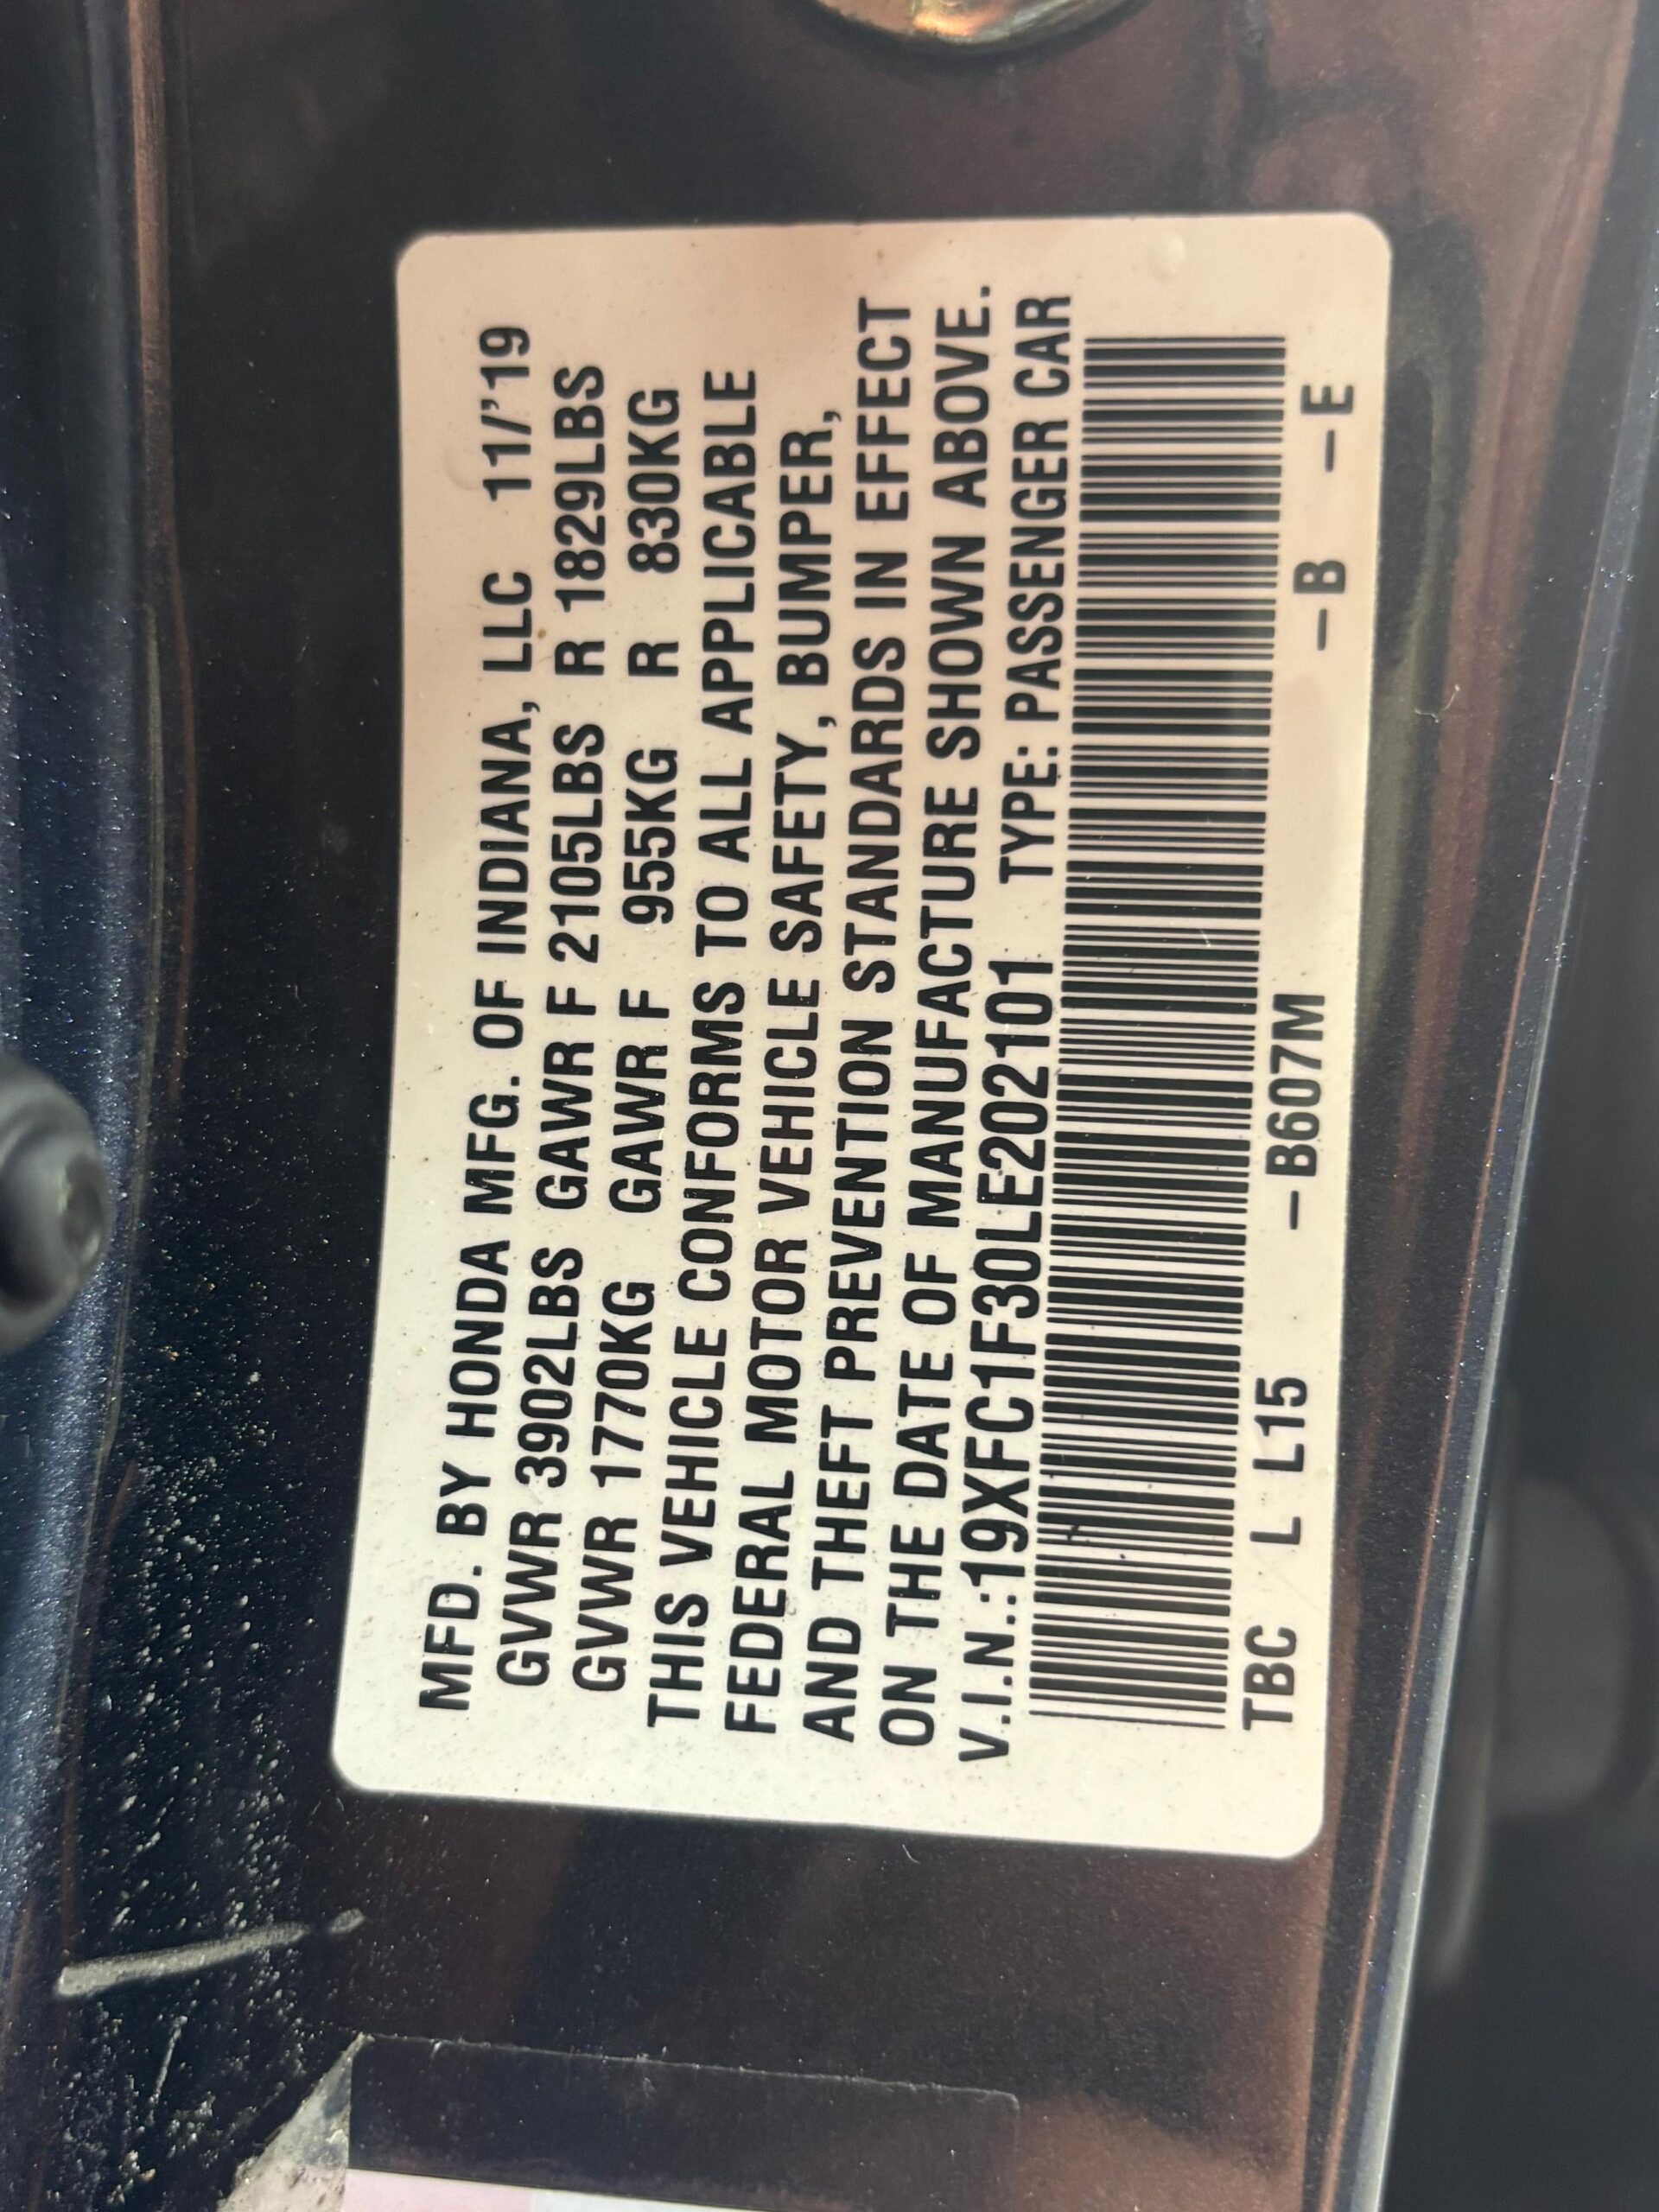 MFD. BY HONDA MFG. OF INDIANA, LLC 11/'19
GVWR 3902LBS GAWR F 2105LBS R 1829LBS
GVWR 1770KG GAWR F 955KG R 830KG
THIS VEHICLE CONFORMS TO ALL APPLICABLE
FEDERAL MOTOR VEHICLE SAFETY, BUMPER,
AND THEFT PREVENTION STANDARDS IN EFFECT
ON THE DATE OF MANUFACTURE SHOWN ABOVE.
V.I.N.:19XFC1F30LE202101 TYPE: PASSENGER CAR
TBC L L15 –B607M –B –E